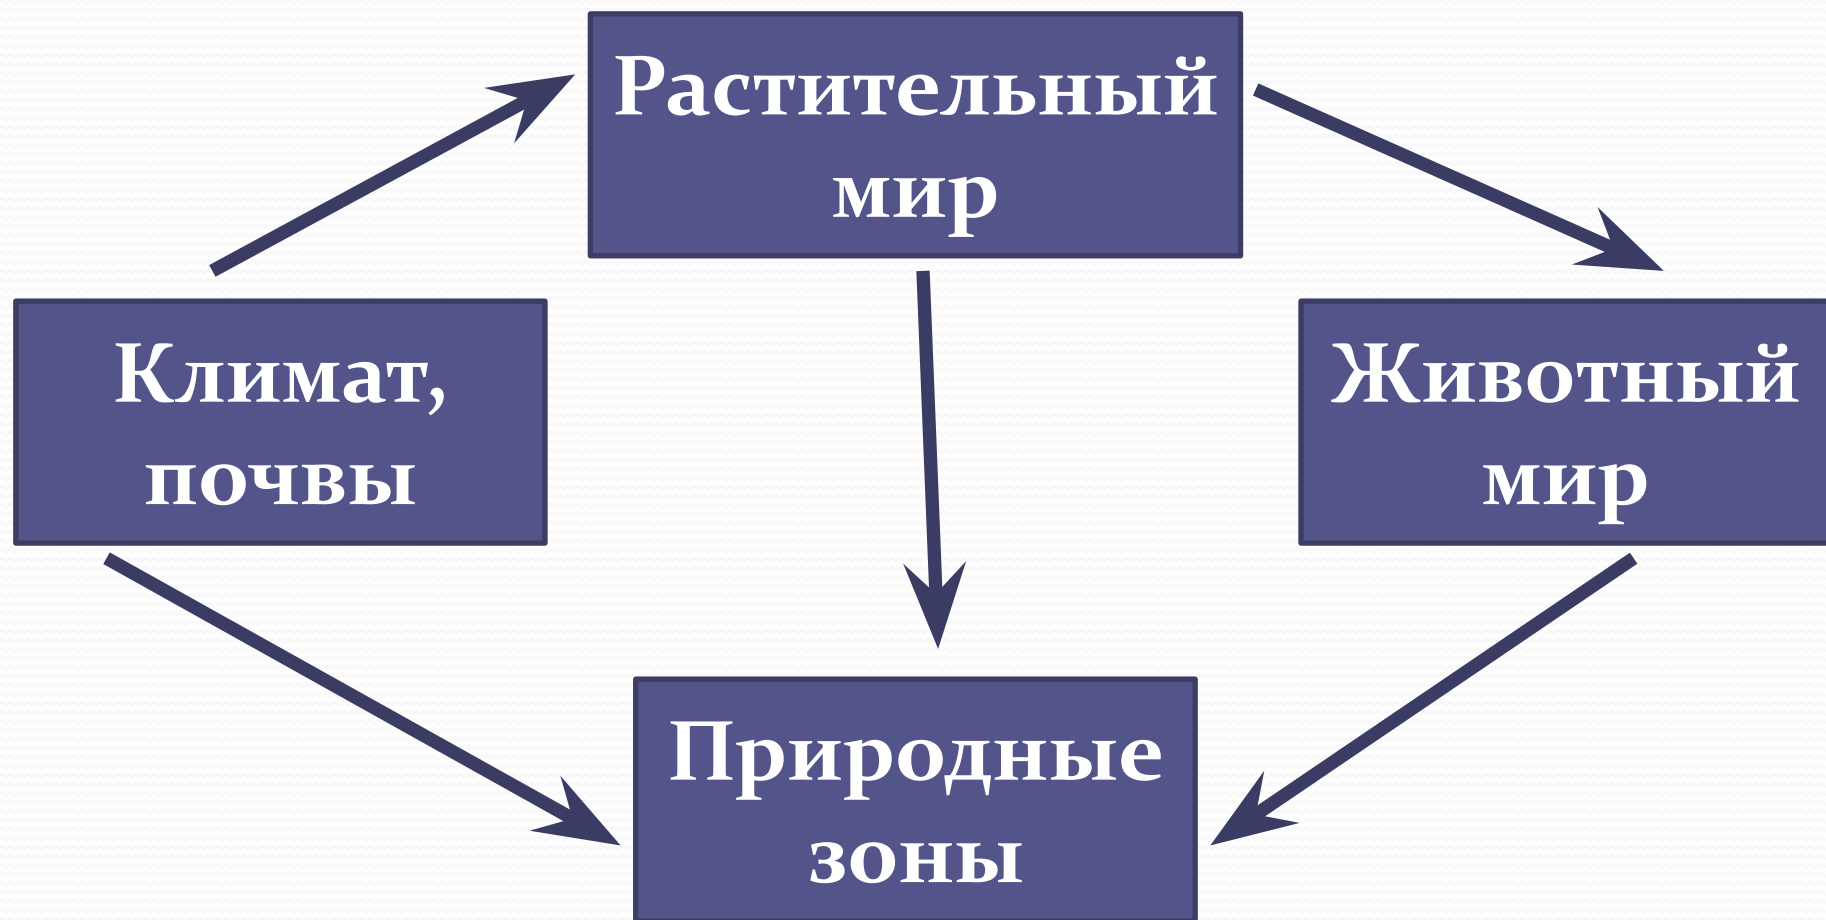 Растительный
мир
Климат,
почвы
Животный
мир
Природные
зоны